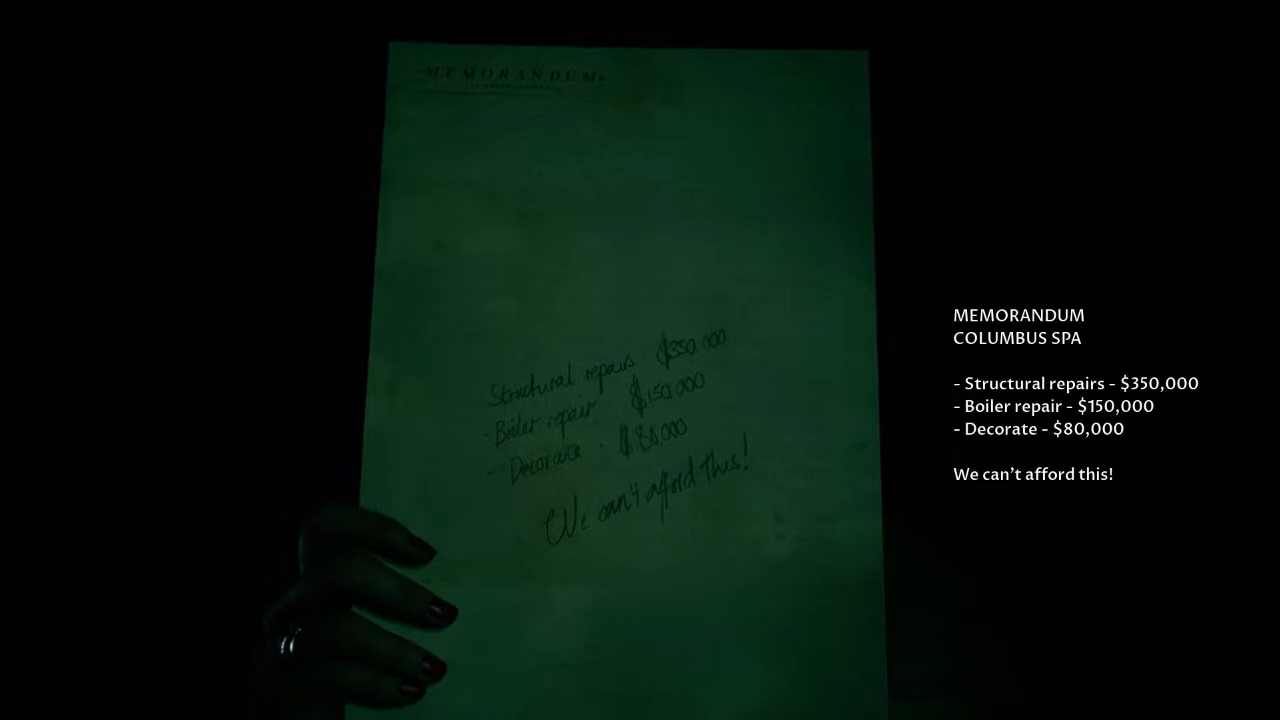 MEMORANDUM
Structural repairs - $350,000
- Boiler repair - $150,000
- Decorate - $80,000
We can't afford this!
MEMORANDUM
COLUMBUS SPA
- Structural repairs - $350,000
- Boiler repair - $150,000
- Decorate - $80,000
We can't afford this!